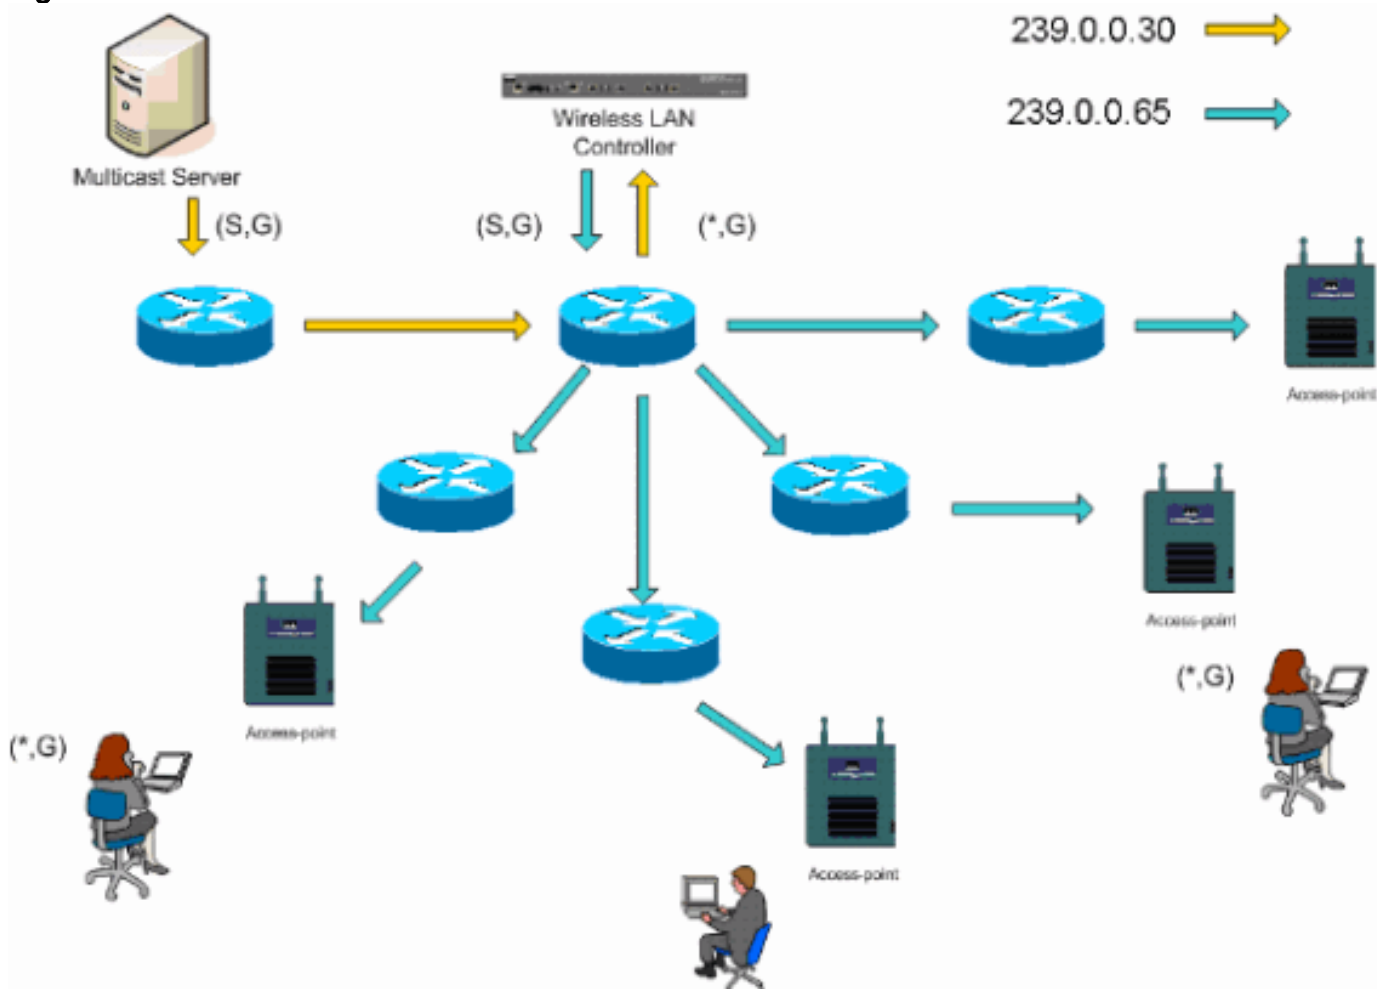 239.0.0.30
239.0.0.65
Wireless LAN
Controller
Multicast Server
(S,G)
(S,G)
(*,G)
Access-point
Access-point
(*,G)
Access-point
(*,G)
Access-point